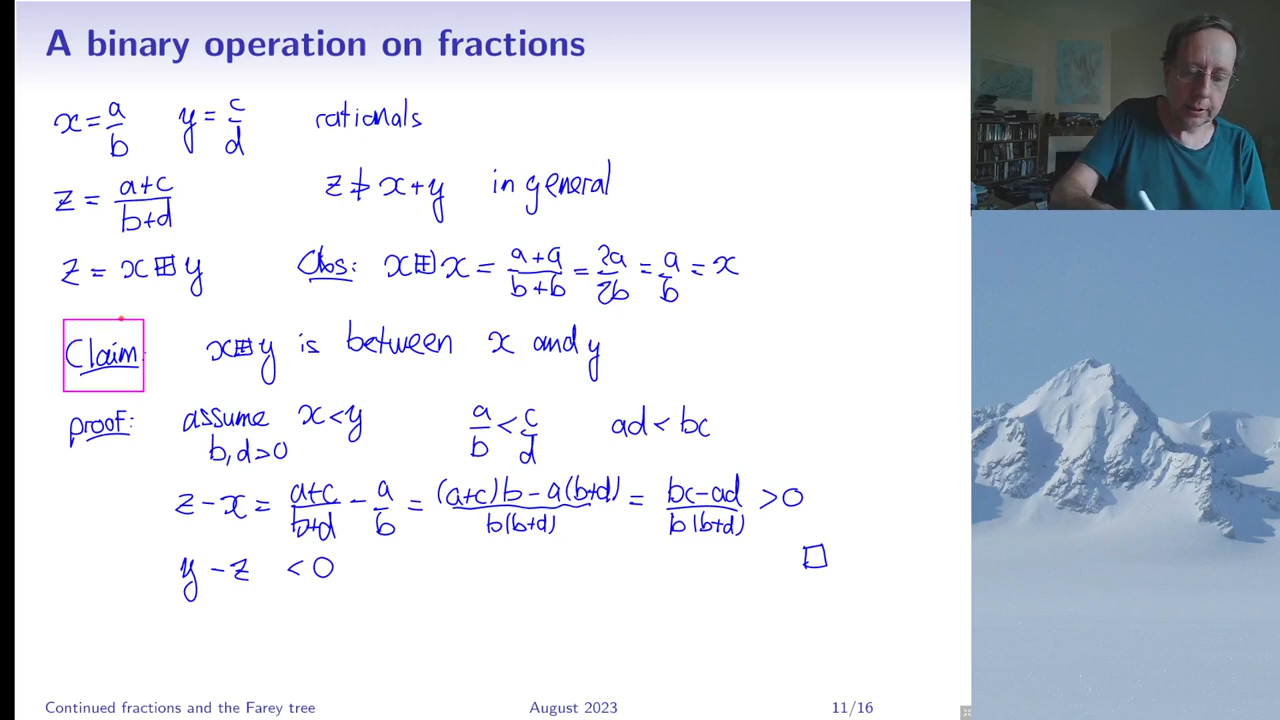 A binary operation on fractions
x = a/b y = c/d rationals
z = (a+c)/(b+d) z ≠ x + y in general
z = x ⊞ y Obs: x ⊞ x = (a+a)/(b+b) = 2a/2b = a/b = x
Claim: x ⊞ y is between x and y
proof: assume x < y a/b < c/d ad < bc
b, d > 0
z - x = (a+c)/(b+d) - a/b = ((a+c)b - a(b+d))/(b(b+d)) = (bc - ad)/(b(b+d)) > 0
y - z < 0 □
Continued fractions and the Farey tree August 2023 11/16